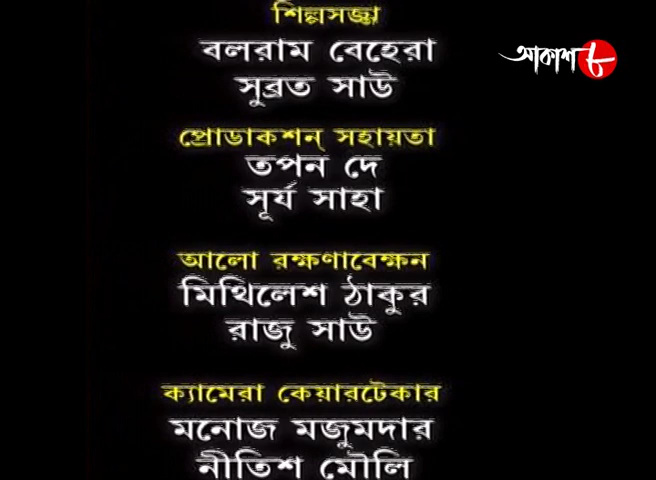 শিল্পসজ্জা
বলরাম বেহেরা
সুব্রত সাউ
প্রোডাকশন্ সহায়তা
তপন দে
সূর্য সাহা
আলো রক্ষণাবেক্ষন
মিথিলেশ ঠাকুর
রাজু সাউ
ক্যামেরা কেয়ারটেকার
মনোজ মজুমদার
নীতিশ মৌলি
আকাশ ৮